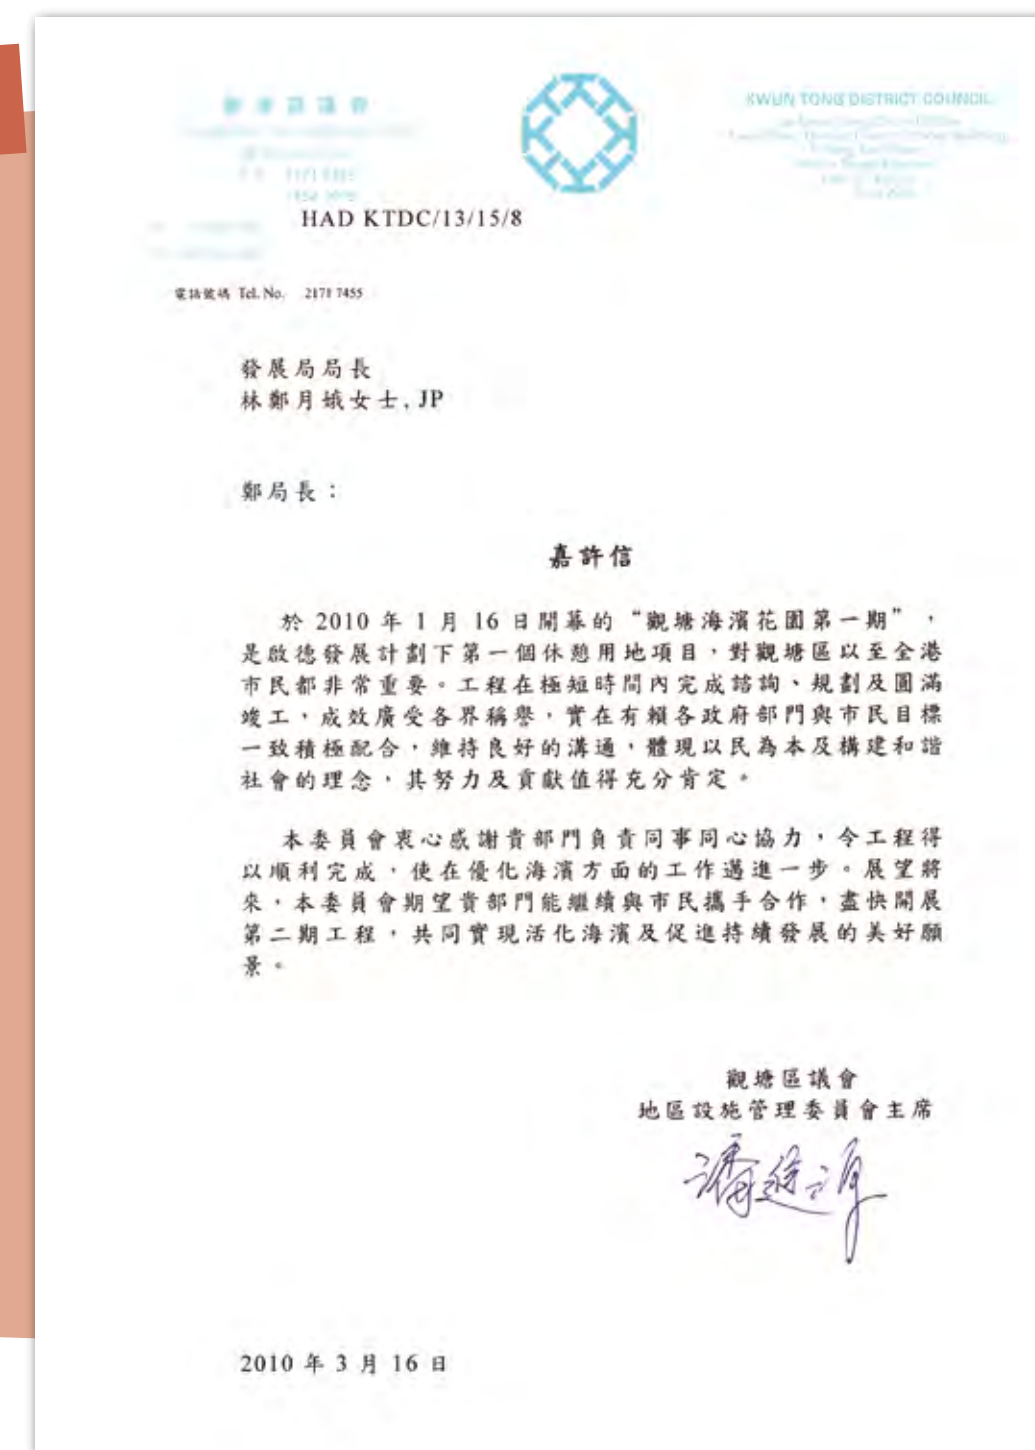 KWUN TONG DISTRICT COUNCIL
HAD KTDC/13/15/8
電話號碼 Tel. No. 2171 7455
發展局局長
林鄭月娥女士, JP
鄭局長：
嘉許信
於 2010 年 1 月 16 日開幕的“觀塘海濱花園第一期”，
是啟德發展計劃下第一個休憩用地項目，對觀塘區以至全港
市民都非常重要。工程在極短時間內完成諮詢、規劃及圓滿
竣工，成效廣受各界稱譽，實在有賴各政府部門與市民目標
一致積極配合，維持良好的溝通，體現以民為本及構建和諧
社會的理念，其努力及貢獻值得充分肯定。
本委員會衷心感謝貴部門負責同事同心協力，令工程得
以順利完成，使在優化海濱方面的工作邁進一步。展望將
來，本委員會期望貴部門能繼續與市民攜手合作，盡快開展
第二期工程，共同實現活化海濱及促進持續發展的美好願
景。
觀塘區議會
地區設施管理委員會主席
2010 年 3 月 16 日